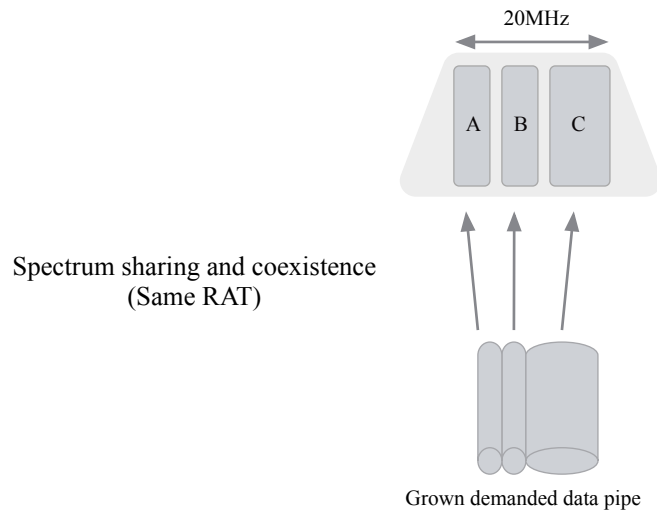 20MHz
A B C
Spectrum sharing and coexistence
(Same RAT)
Grown demanded data pipe